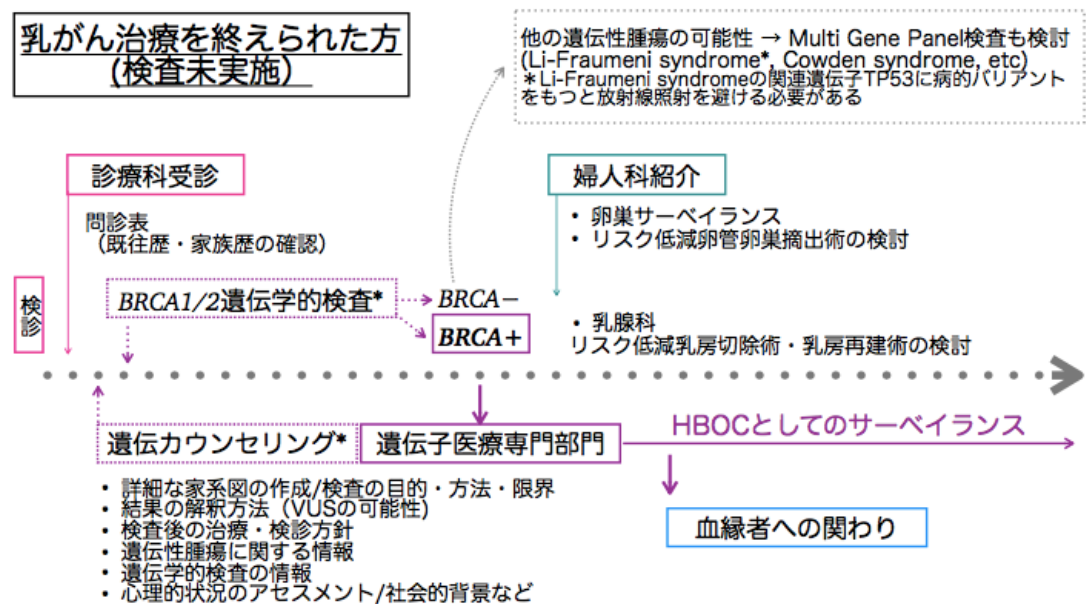 乳がん治療を終えられた方
(検査未実施)
他の遺伝性腫瘍の可能性 → Multi Gene Panel検査も検討
(Li-Fraumeni syndrome*, Cowden syndrome, etc)
＊Li-Fraumeni syndromeの関連遺伝子TP53に病的バリアント
をもつと放射線照射を避ける必要がある
診療科受診
問診表
（既往歴・家族歴の確認）
婦人科紹介
• 卵巣サーベイランス
• リスク低減卵管卵巣摘出術の検討
検診
BRCA1/2遺伝学的検査*
BRCA−
BRCA+
• 乳腺科
リスク低減乳房切除術・乳房再建術の検討
遺伝カウンセリング*
遺伝子医療専門部門
HBOCとしてのサーベイランス
• 詳細な家系図の作成/検査の目的・方法・限界
• 結果の解釈方法（VUSの可能性)
• 検査後の治療・検診方針
• 遺伝性腫瘍に関する情報
• 遺伝学的検査の情報
• 心理的状況のアセスメント/社会的背景など
血縁者への関わり